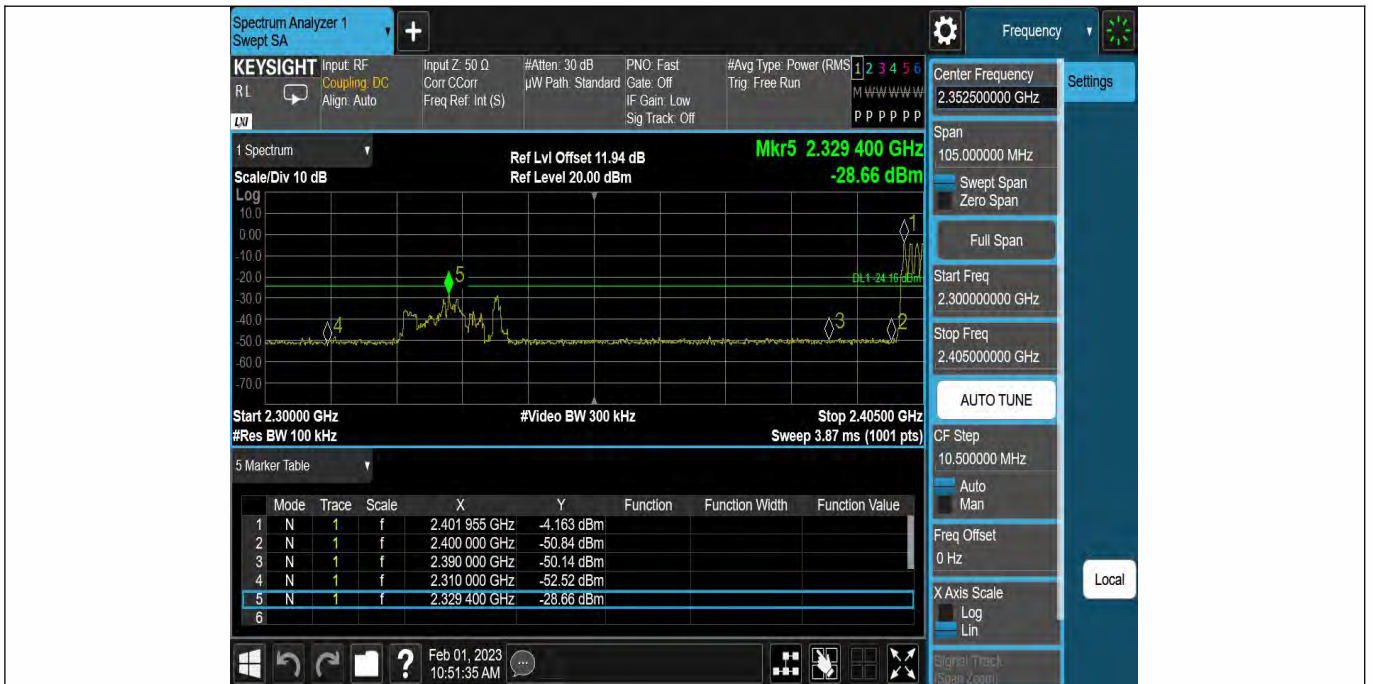 Spectrum Analyzer 1
Swept SA
+
Frequency
KEYSIGHT
RL
LXI
Input: RF
Coupling: DC
Align: Auto
Input Z: 50 Ω
Corr CCorr
Freq Ref: Int (S)
#Atten: 30 dB
µW Path: Standard
PNO: Fast
Gate: Off
IF Gain: Low
Sig Track: Off
#Avg Type: Power (RMS
Trig: Free Run
1 2 3 4 5 6
M W W W W W
P P P P P P
1 Spectrum
Scale/Div 10 dB
Ref Lvl Offset 11.94 dB
Ref Level 20.00 dBm
Mkr5 2.329 400 GHz
-28.66 dBm
Log
10.0
0.00
-10.0
-20.0
-30.0
-40.0
-50.0
-60.0
-70.0
1
5
DL1 -24.16 dBm
4
3
2
Start 2.30000 GHz
#Video BW 300 kHz
Stop 2.40500 GHz
#Res BW 100 kHz
Sweep 3.87 ms (1001 pts)
5 Marker Table
Mode Trace Scale X Y Function Function Width Function Value
1 N 1 f 2.401 955 GHz -4.163 dBm
2 N 1 f 2.400 000 GHz -50.84 dBm
3 N 1 f 2.390 000 GHz -50.14 dBm
4 N 1 f 2.310 000 GHz -52.52 dBm
5 N 1 f 2.329 400 GHz -28.66 dBm
6
?
Feb 01, 2023
10:51:35 AM
Center Frequency
2.352500000 GHz
Settings
Span
105.000000 MHz
Swept Span
Zero Span
Full Span
Start Freq
2.300000000 GHz
Stop Freq
2.405000000 GHz
AUTO TUNE
CF Step
10.500000 MHz
Auto
Man
Freq Offset
0 Hz
Local
X Axis Scale
Log
Lin
Signal Track
(Span Zoom)